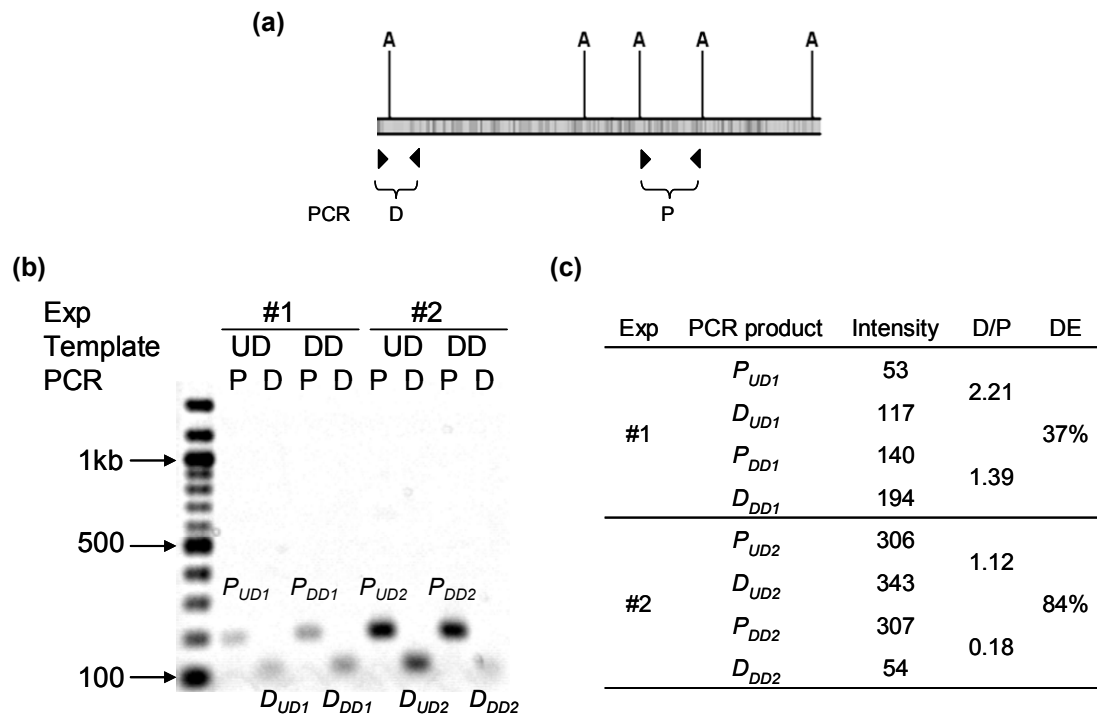 (a)
A A A A A
PCR D P
(b)
Exp #1 #2
Template UD DD UD DD
PCR P D P D P D P D
1kb
500
P_UD1 P_DD1 P_UD2 P_DD2
100
D_UD1 D_DD1 D_UD2 D_DD2
(c)
Exp PCR product Intensity D/P DE
P_UD1 53
2.21
D_UD1 117
#1 37%
P_DD1 140
1.39
D_DD1 194
P_UD2 306
1.12
D_UD2 343
#2 84%
P_DD2 307
0.18
D_DD2 54